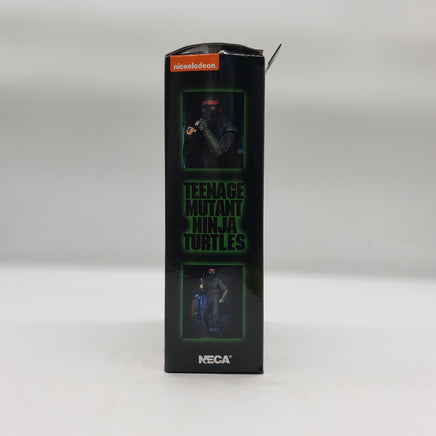 nickelodeon
TEENAGE
MUTANT
NINJA
TURTLES
NECA®